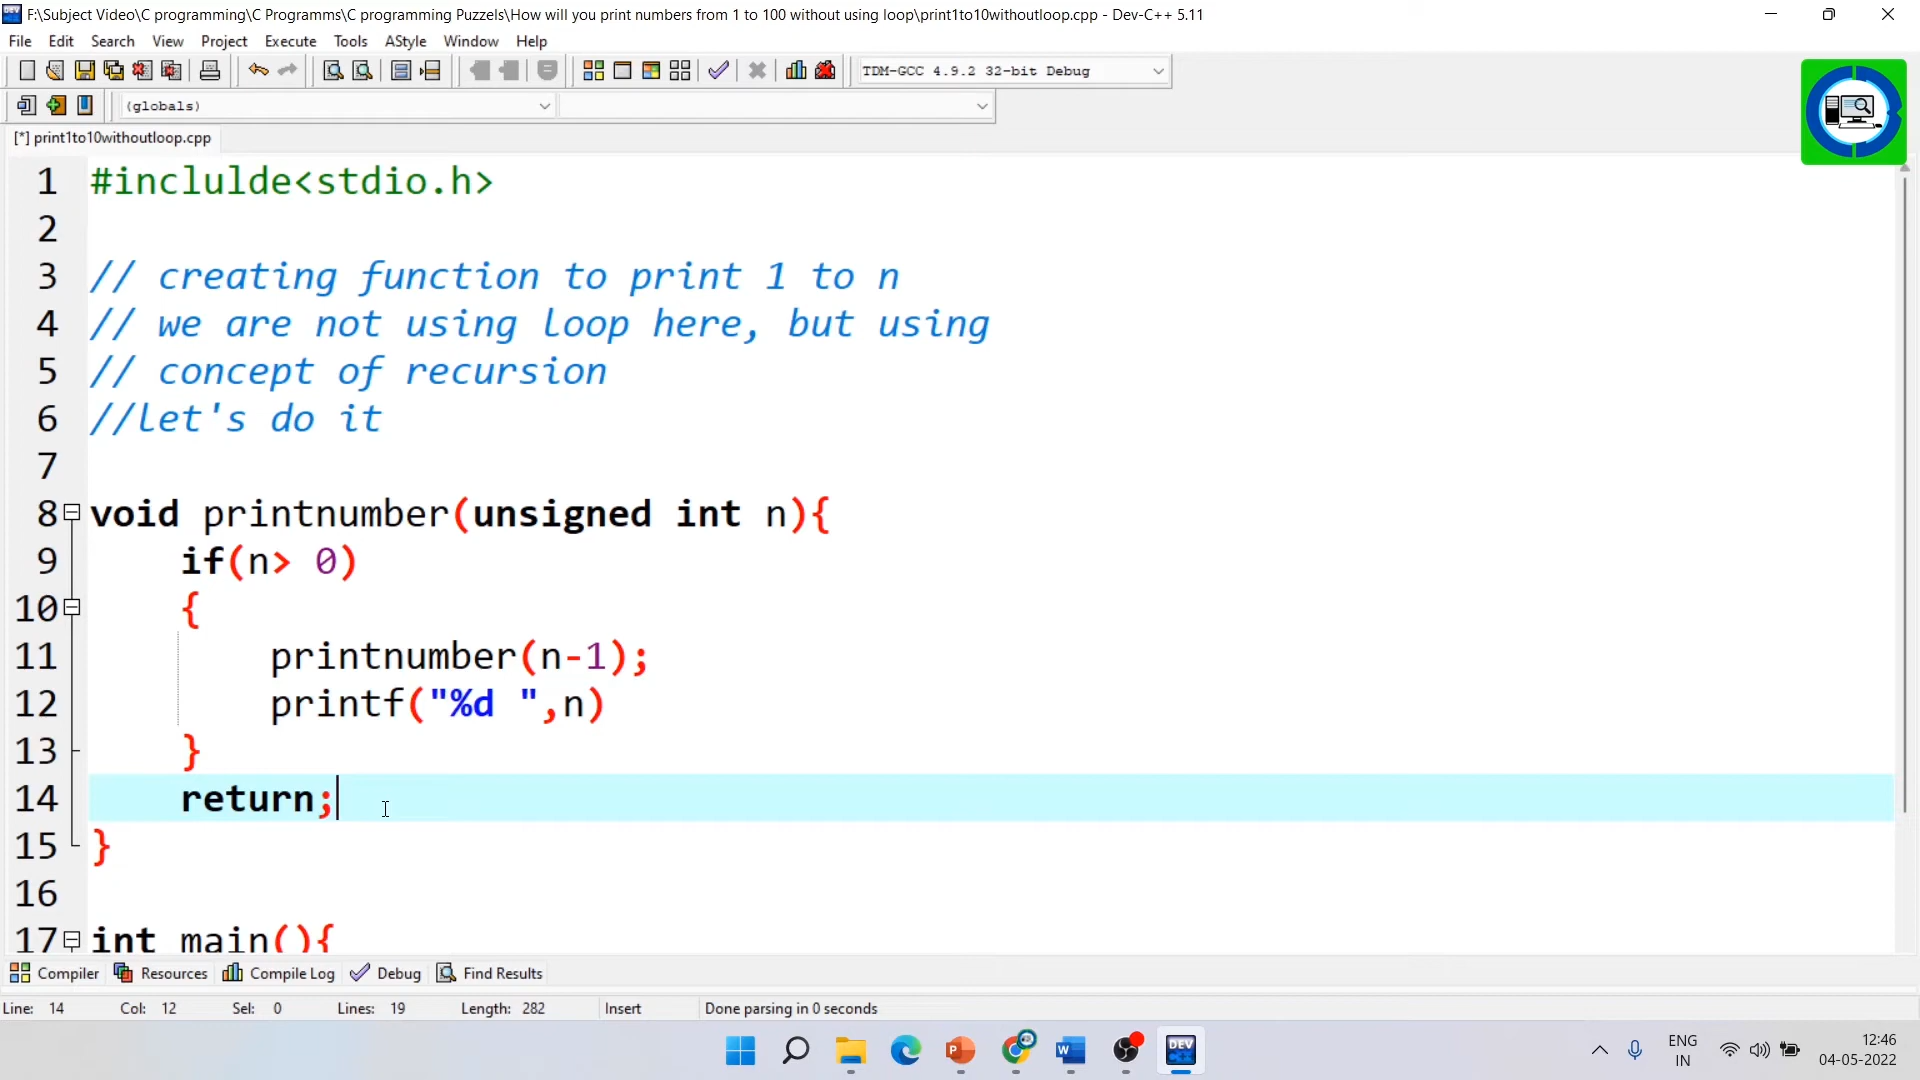 F:\Subject Video\C programming\C Programms\C programming Puzzels\How will you print numbers from 1 to 100 without using loop\print1to10withoutloop.cpp - Dev-C++ 5.11
File Edit Search View Project Execute Tools AStyle Window Help
TDM-GCC 4.9.2 32-bit Debug
(globals)
[*] print1to10withoutloop.cpp
1 #inclulde<stdio.h>
2
3 // creating function to print 1 to n
4 // we are not using loop here, but using
5 // concept of recursion
6 //let's do it
7
8 void printnumber(unsigned int n){
9 if(n> 0)
10 {
11 printnumber(n-1);
12 printf("%d ",n)
13 }
14 return;
15 }
16
17 int main(){
Compiler Resources Compile Log Debug Find Results
Line: 14 Col: 12 Sel: 0 Lines: 19 Length: 282 Insert Done parsing in 0 seconds
DEV
ENG
IN
12:46
04-05-2022